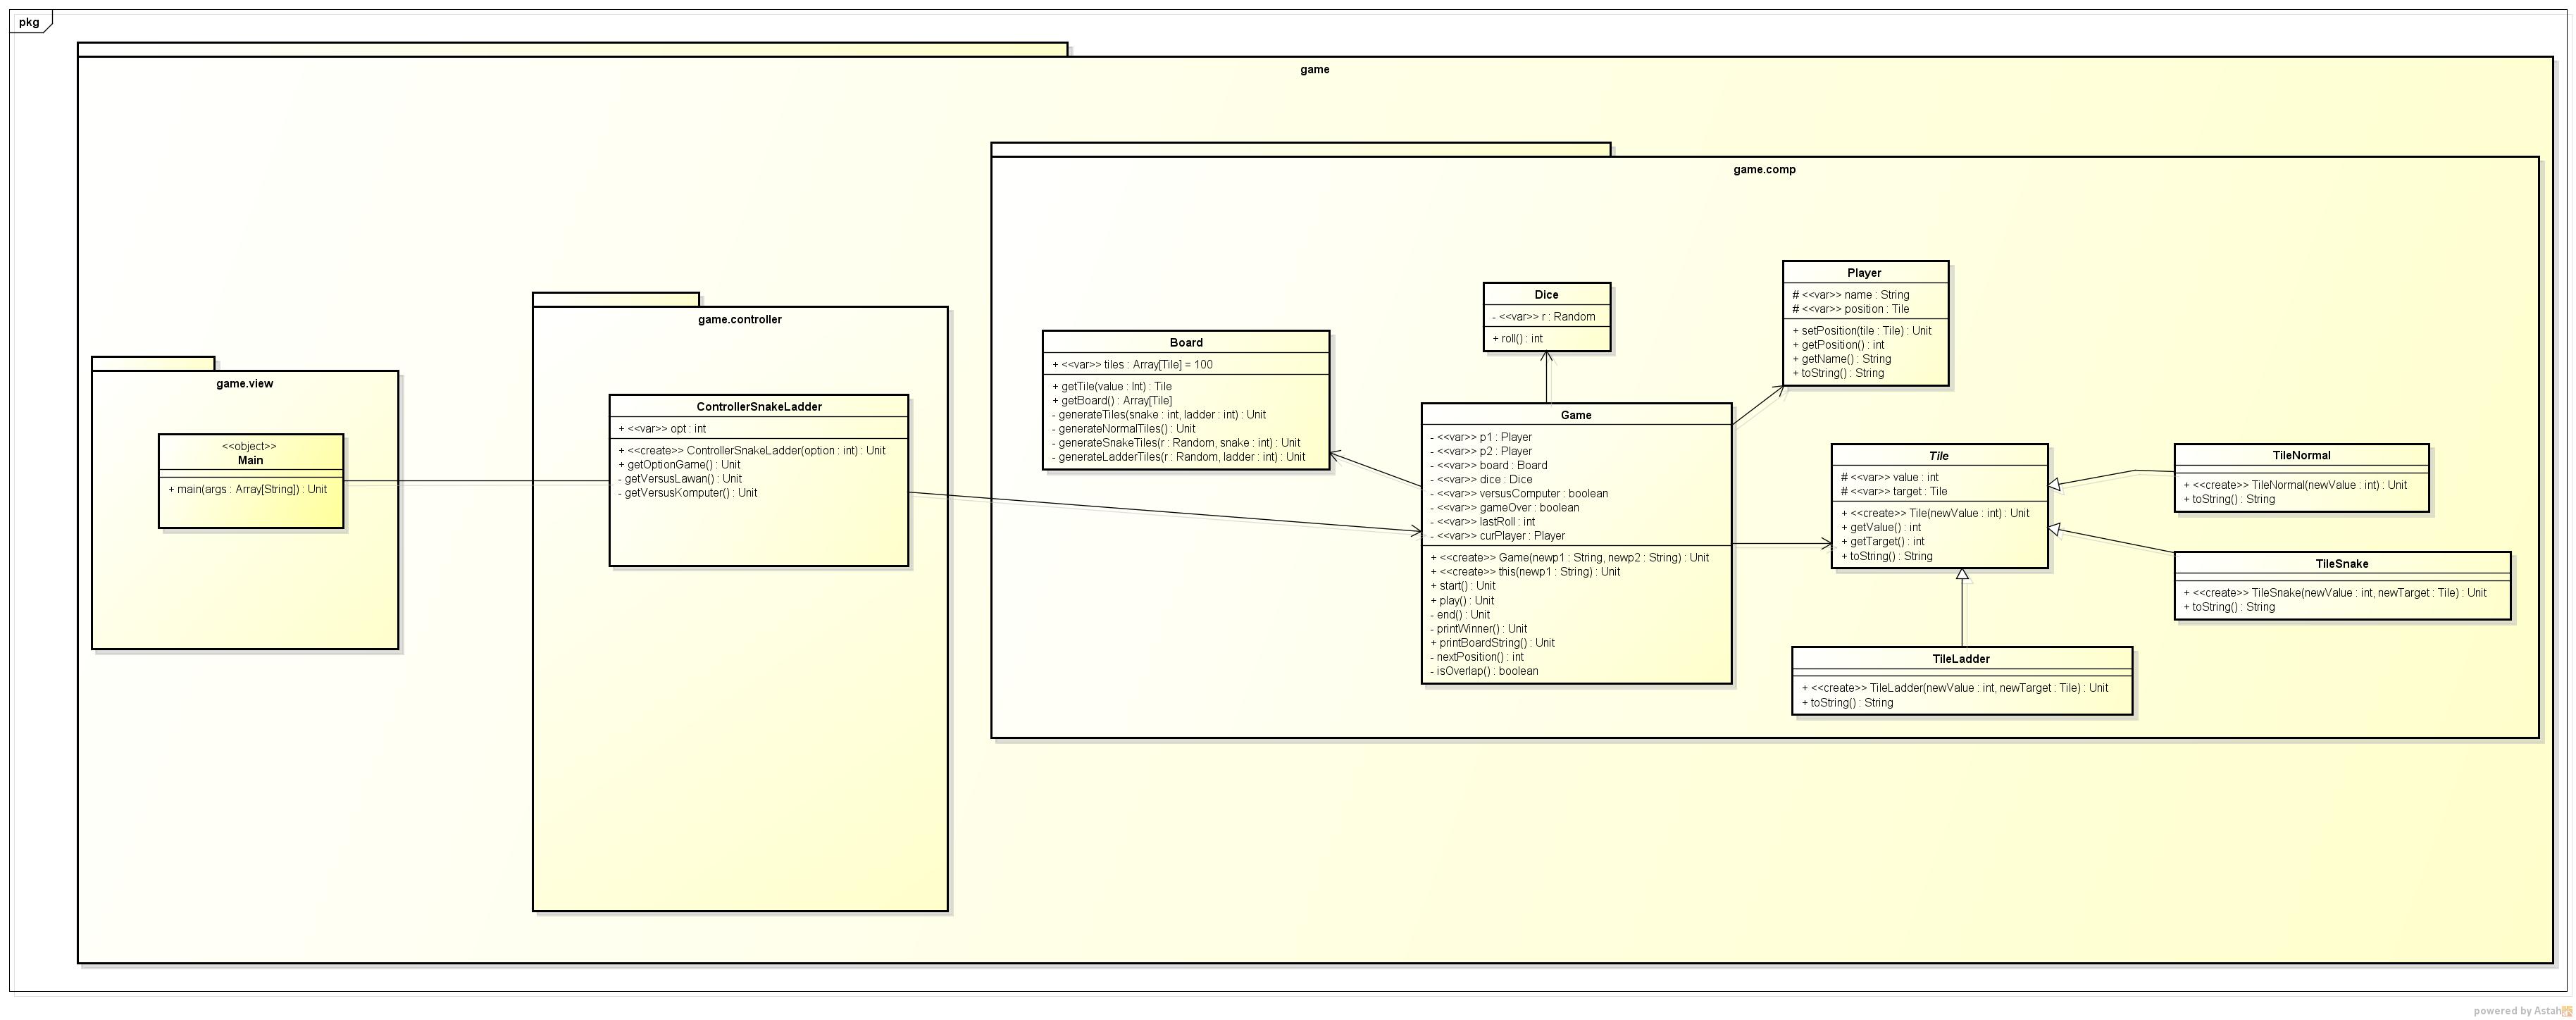 pkg
game
game.view
<<object>>
Main
+ main(args : Array[String]) : Unit
game.controller
ControllerSnakeLadder
+ <<var>> opt : int
+ <<create>> ControllerSnakeLadder(option : int) : Unit
+ getOptionGame() : Unit
- getVersusLawan() : Unit
- getVersusKomputer() : Unit
game.comp
Board
+ <<var>> tiles : Array[Tile] = 100
+ getTile(value : Int) : Tile
+ getBoard() : Array[Tile]
- generateTiles(snake : int, ladder : int) : Unit
- generateNormalTiles() : Unit
- generateSnakeTiles(r : Random, snake : int) : Unit
- generateLadderTiles(r : Random, ladder : int) : Unit
Dice
- <<var>> r : Random
+ roll() : int
Player
# <<var>> name : String
# <<var>> position : Tile
+ setPosition(tile : Tile) : Unit
+ getPosition() : int
+ getName() : String
+ toString() : String
Game
- <<var>> p1 : Player
- <<var>> p2 : Player
- <<var>> board : Board
- <<var>> dice : Dice
- <<var>> versusComputer : boolean
- <<var>> gameOver : boolean
- <<var>> lastRoll : int
- <<var>> curPlayer : Player
+ <<create>> Game(newp1 : String, newp2 : String) : Unit
+ <<create>> this(newp1 : String) : Unit
+ start() : Unit
+ play() : Unit
- end() : Unit
- printWinner() : Unit
+ printBoardString() : Unit
- nextPosition() : int
- isOverlap() : boolean
Tile
# <<var>> value : int
# <<var>> target : Tile
+ <<create>> Tile(newValue : int) : Unit
+ getValue() : int
+ getTarget() : int
+ toString() : String
TileNormal
+ <<create>> TileNormal(newValue : int) : Unit
+ toString() : String
TileSnake
+ <<create>> TileSnake(newValue : int, newTarget : Tile) : Unit
+ toString() : String
TileLadder
+ <<create>> TileLadder(newValue : int, newTarget : Tile) : Unit
+ toString() : String
powered by Astah